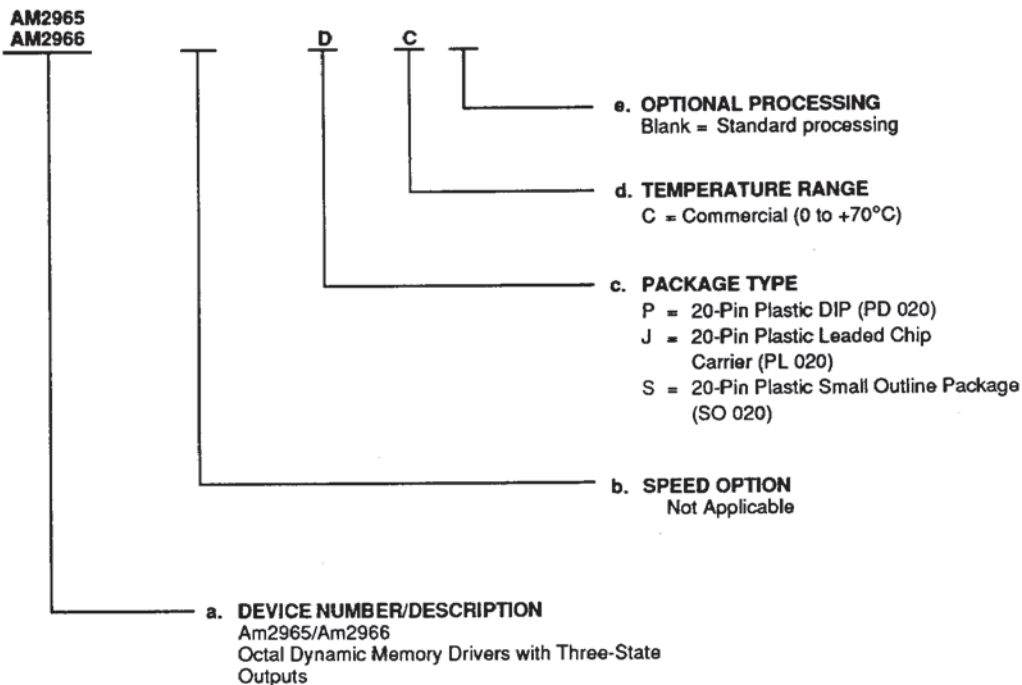 AM2965
AM2966
D C
e. OPTIONAL PROCESSING
Blank = Standard processing
d. TEMPERATURE RANGE
C = Commercial (0 to +70°C)
c. PACKAGE TYPE
P = 20-Pin Plastic DIP (PD 020)
J = 20-Pin Plastic Leaded Chip
Carrier (PL 020)
S = 20-Pin Plastic Small Outline Package
(SO 020)
b. SPEED OPTION
Not Applicable
a. DEVICE NUMBER/DESCRIPTION
Am2965/Am2966
Octal Dynamic Memory Drivers with Three-State
Outputs